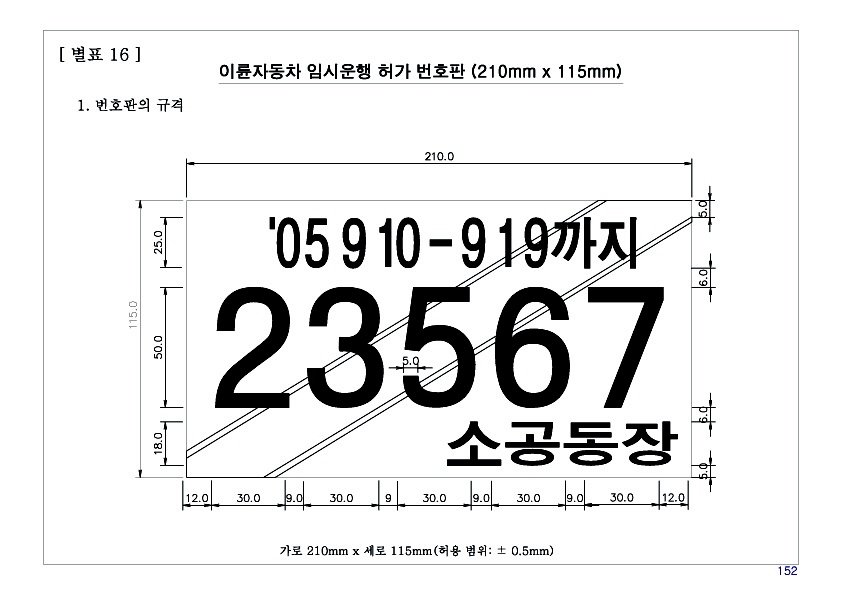 [ 별표 16 ]
이륜자동차 임시운행 허가 번호판 (210mm x 115mm)
1. 번호판의 규격
210.0
'05 9 10 - 9 19까지
5.0
25.0
6.0
115.0
23567
50.0
5.0
6.0
18.0
소공동장
5.0
12.0 30.0 9.0 30.0 9 30.0 9.0 30.0 9.0 30.0 12.0
가로 210mm x 세로 115mm(허용 범위: ± 0.5mm)
152